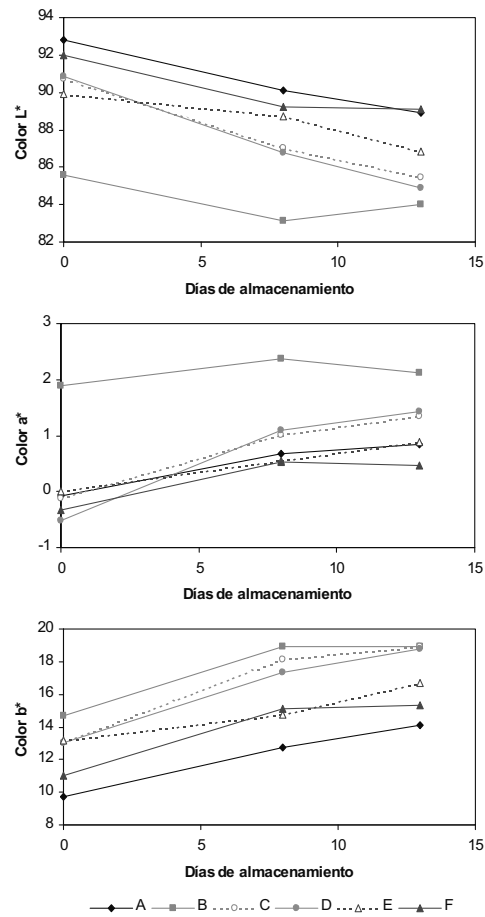 94
92
90
88
86
84
82
Color L*
0 5 10 15
Días de almacenamiento
3
2
1
0
-1
Color a*
0 5 10 15
Días de almacenamiento
20
18
16
14
12
10
8
Color b*
0 5 10 15
Días de almacenamiento
A B C D E F